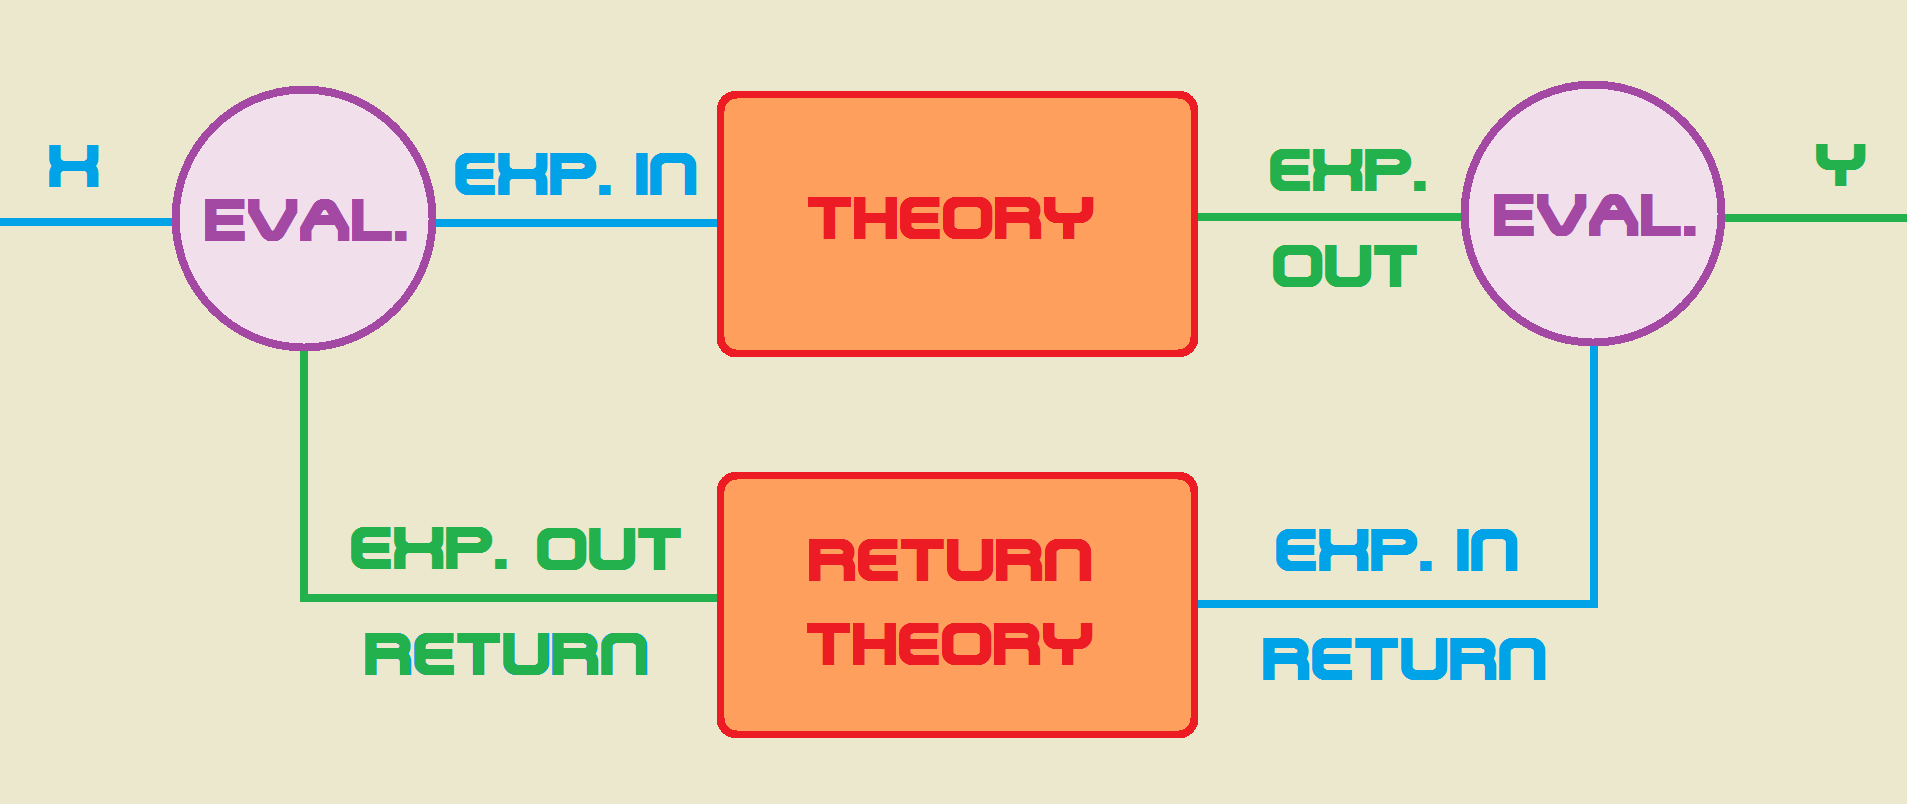 X
EVAL.
EXP. IN
THEORY
EXP.
OUT
EVAL.
Y
EXP. OUT
RETURN
RETURN
THEORY
EXP. IN
RETURN